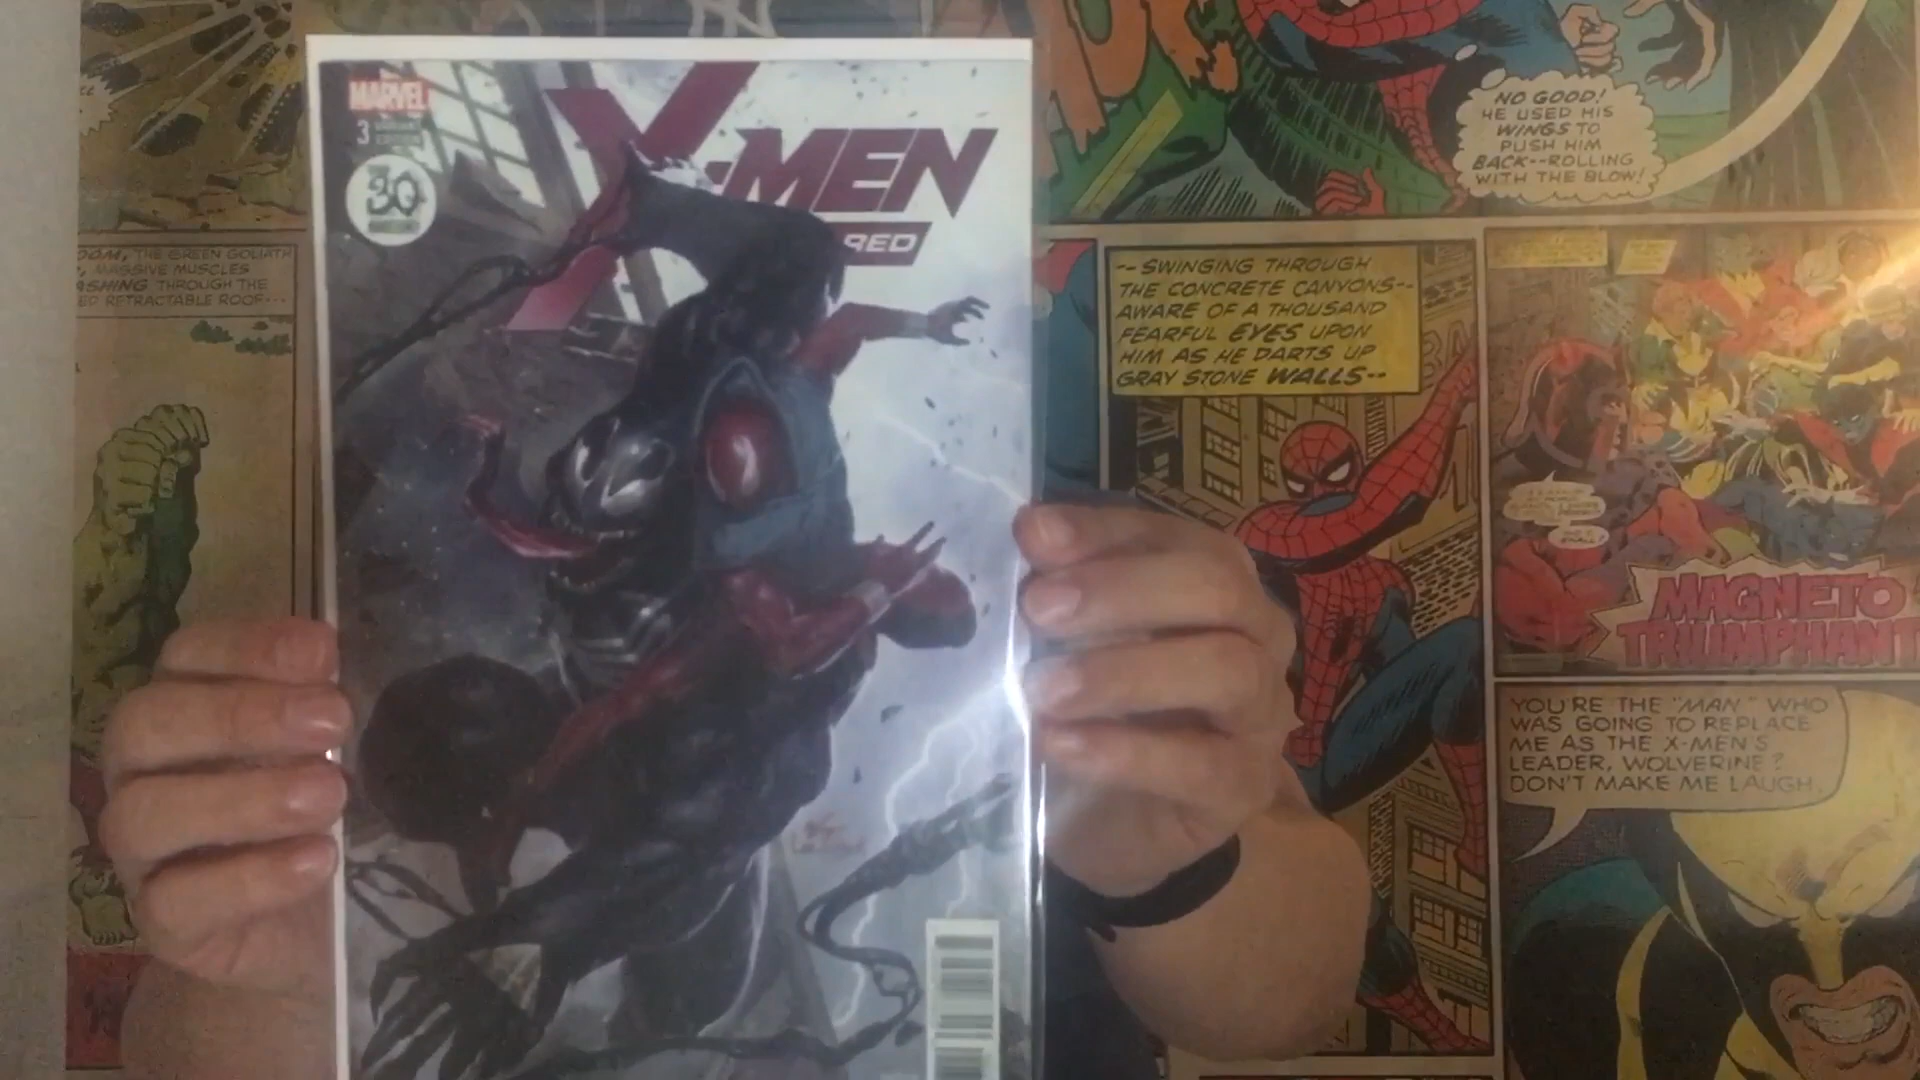 MARVEL
3
30
X-MEN
RED
NO GOOD!
HE USED HIS
WINGS TO
PUSH HIM
BACK--ROLLING
WITH THE BLOW!
THE GREEN GOLIATH
MASSIVE MUSCLES
THROUGH THE
RETRACTABLE ROOF---
-- SWINGING THROUGH
THE CONCRETE CANYONS--
AWARE OF A THOUSAND
FEARFUL EYES UPON
HIM AS HE DARTS UP
GRAY STONE WALLS--
MAGNETO
TRIUMPHANT
YOU'RE THE "MAN" WHO
WAS GOING TO REPLACE
ME AS THE X-MEN'S
LEADER, WOLVERINE?
DON'T MAKE ME LAUGH.